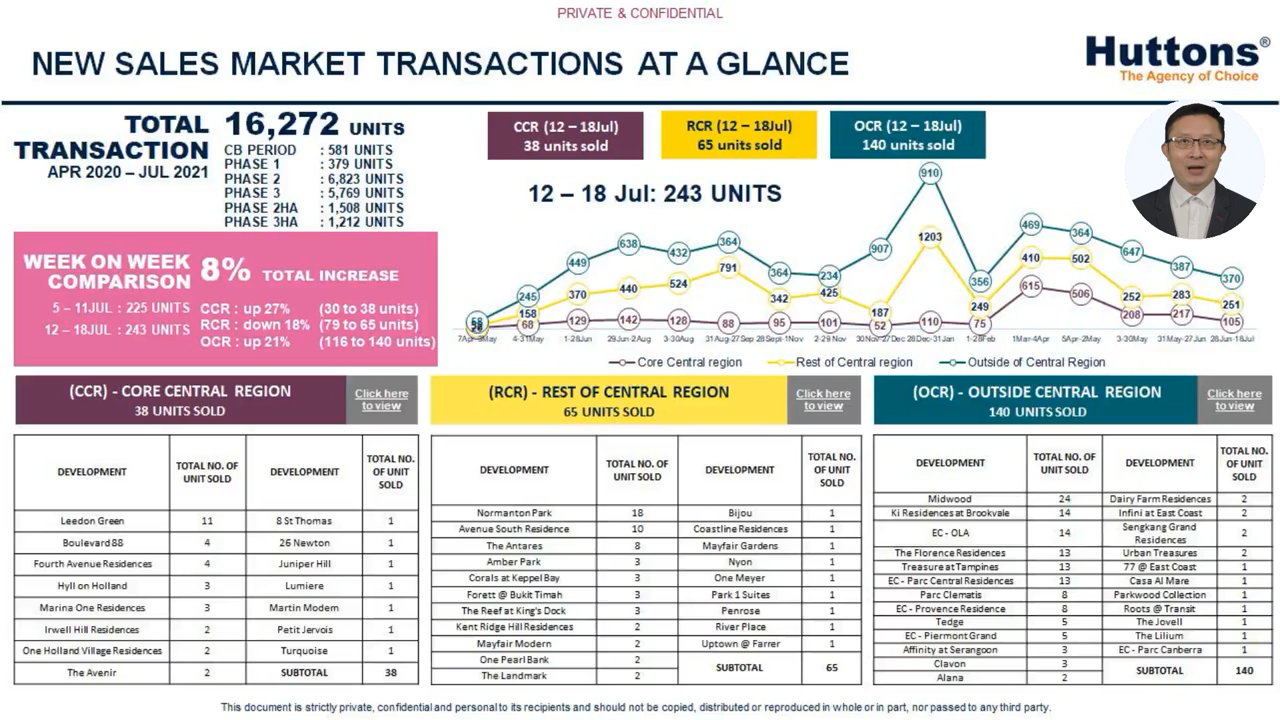 PRIVATE & CONFIDENTIAL
NEW SALES MARKET TRANSACTIONS AT A GLANCE
Huttons®
The Agency of Choice
TOTAL
TRANSACTION
APR 2020 – JUL 2021
16,272 UNITS
CB PERIOD : 581 UNITS
PHASE 1 : 379 UNITS
PHASE 2 : 6,823 UNITS
PHASE 3 : 5,769 UNITS
PHASE 2HA : 1,508 UNITS
PHASE 3HA : 1,212 UNITS
WEEK ON WEEK
COMPARISON
8% TOTAL INCREASE
5 – 11JUL : 225 UNITS
12 – 18JUL : 243 UNITS
CCR : up 27% (30 to 38 units)
RCR : down 18% (79 to 65 units)
OCR : up 21% (116 to 140 units)
CCR (12 – 18Jul)
38 units sold
RCR (12 – 18Jul)
65 units sold
OCR (12 – 18Jul)
140 units sold
12 – 18 Jul: 243 UNITS
58 245 449 638 432 364 364 234 907 910 356 469 364 647 387 370
158 370 440 524 791 342 425 187 1203 249 410 502 252 283 251
68 129 142 128 88 95 101 52 110 75 615 506 208 217 105
7Apr-3May 4-31May 1-28Jun 29Jun-2Aug 3-30Aug 31Aug-27Sep 28Sept-1Nov 2-29 Nov 30Nov-27Dec 28Dec-31Jan 1-28Feb 1Mar-4Apr 5Apr-2May 3-30May 31May-27Jun 28Jun-18Jul
Core Central region Rest of Central region Outside of Central Region
(CCR) - CORE CENTRAL REGION
38 UNITS SOLD
Click here
to view
DEVELOPMENT TOTAL NO. OF UNIT SOLD DEVELOPMENT TOTAL NO. OF UNIT SOLD
Leedon Green 11 8 St Thomas 1
Boulevard 88 4 26 Newton 1
Fourth Avenue Residences 4 Juniper Hill 1
Hyll on Holland 3 Lumiere 1
Marina One Residences 3 Martin Modern 1
Irwell Hill Residences 2 Petit Jervois 1
One Holland Village Residences 2 Turquoise 1
The Avenir 2 SUBTOTAL 38
(RCR) - REST OF CENTRAL REGION
65 UNITS SOLD
Click here
to view
DEVELOPMENT TOTAL NO. OF UNIT SOLD DEVELOPMENT TOTAL NO. OF UNIT SOLD
Normanton Park 18 Bijou 1
Avenue South Residence 10 Coastline Residences 1
The Antares 8 Mayfair Gardens 1
Amber Park 3 Nyon 1
Corals at Keppel Bay 3 One Meyer 1
Forett @ Bukit Timah 3 Park 1 Suites 1
The Reef at King's Dock 3 Penrose 1
Kent Ridge Hill Residences 2 River Place 1
Mayfair Modern 2 Uptown @ Farrer 1
One Pearl Bank 2 SUBTOTAL 65
The Landmark 2
(OCR) - OUTSIDE CENTRAL REGION
140 UNITS SOLD
Click here
to view
DEVELOPMENT TOTAL NO. OF UNIT SOLD DEVELOPMENT TOTAL NO. OF UNIT SOLD
Midwood 24 Dairy Farm Residences 2
Ki Residences at Brookvale 14 Infini at East Coast 2
EC - OLA 14 Sengkang Grand Residences 2
The Florence Residences 13 Urban Treasures 2
Treasure at Tampines 13 77 @ East Coast 1
EC - Parc Central Residences 13 Casa Al Mare 1
Parc Clematis 8 Parkwood Collection 1
EC - Provence Residence 8 Roots @ Transit 1
Tedge 5 The Jovell 1
EC - Piermont Grand 5 The Lilium 1
Affinity at Serangoon 3 EC - Parc Canberra 1
Clavon 3 SUBTOTAL 140
Alana 2
This document is strictly private, confidential and personal to its recipients and should not be copied, distributed or reproduced in whole or in part, nor passed to any third party.